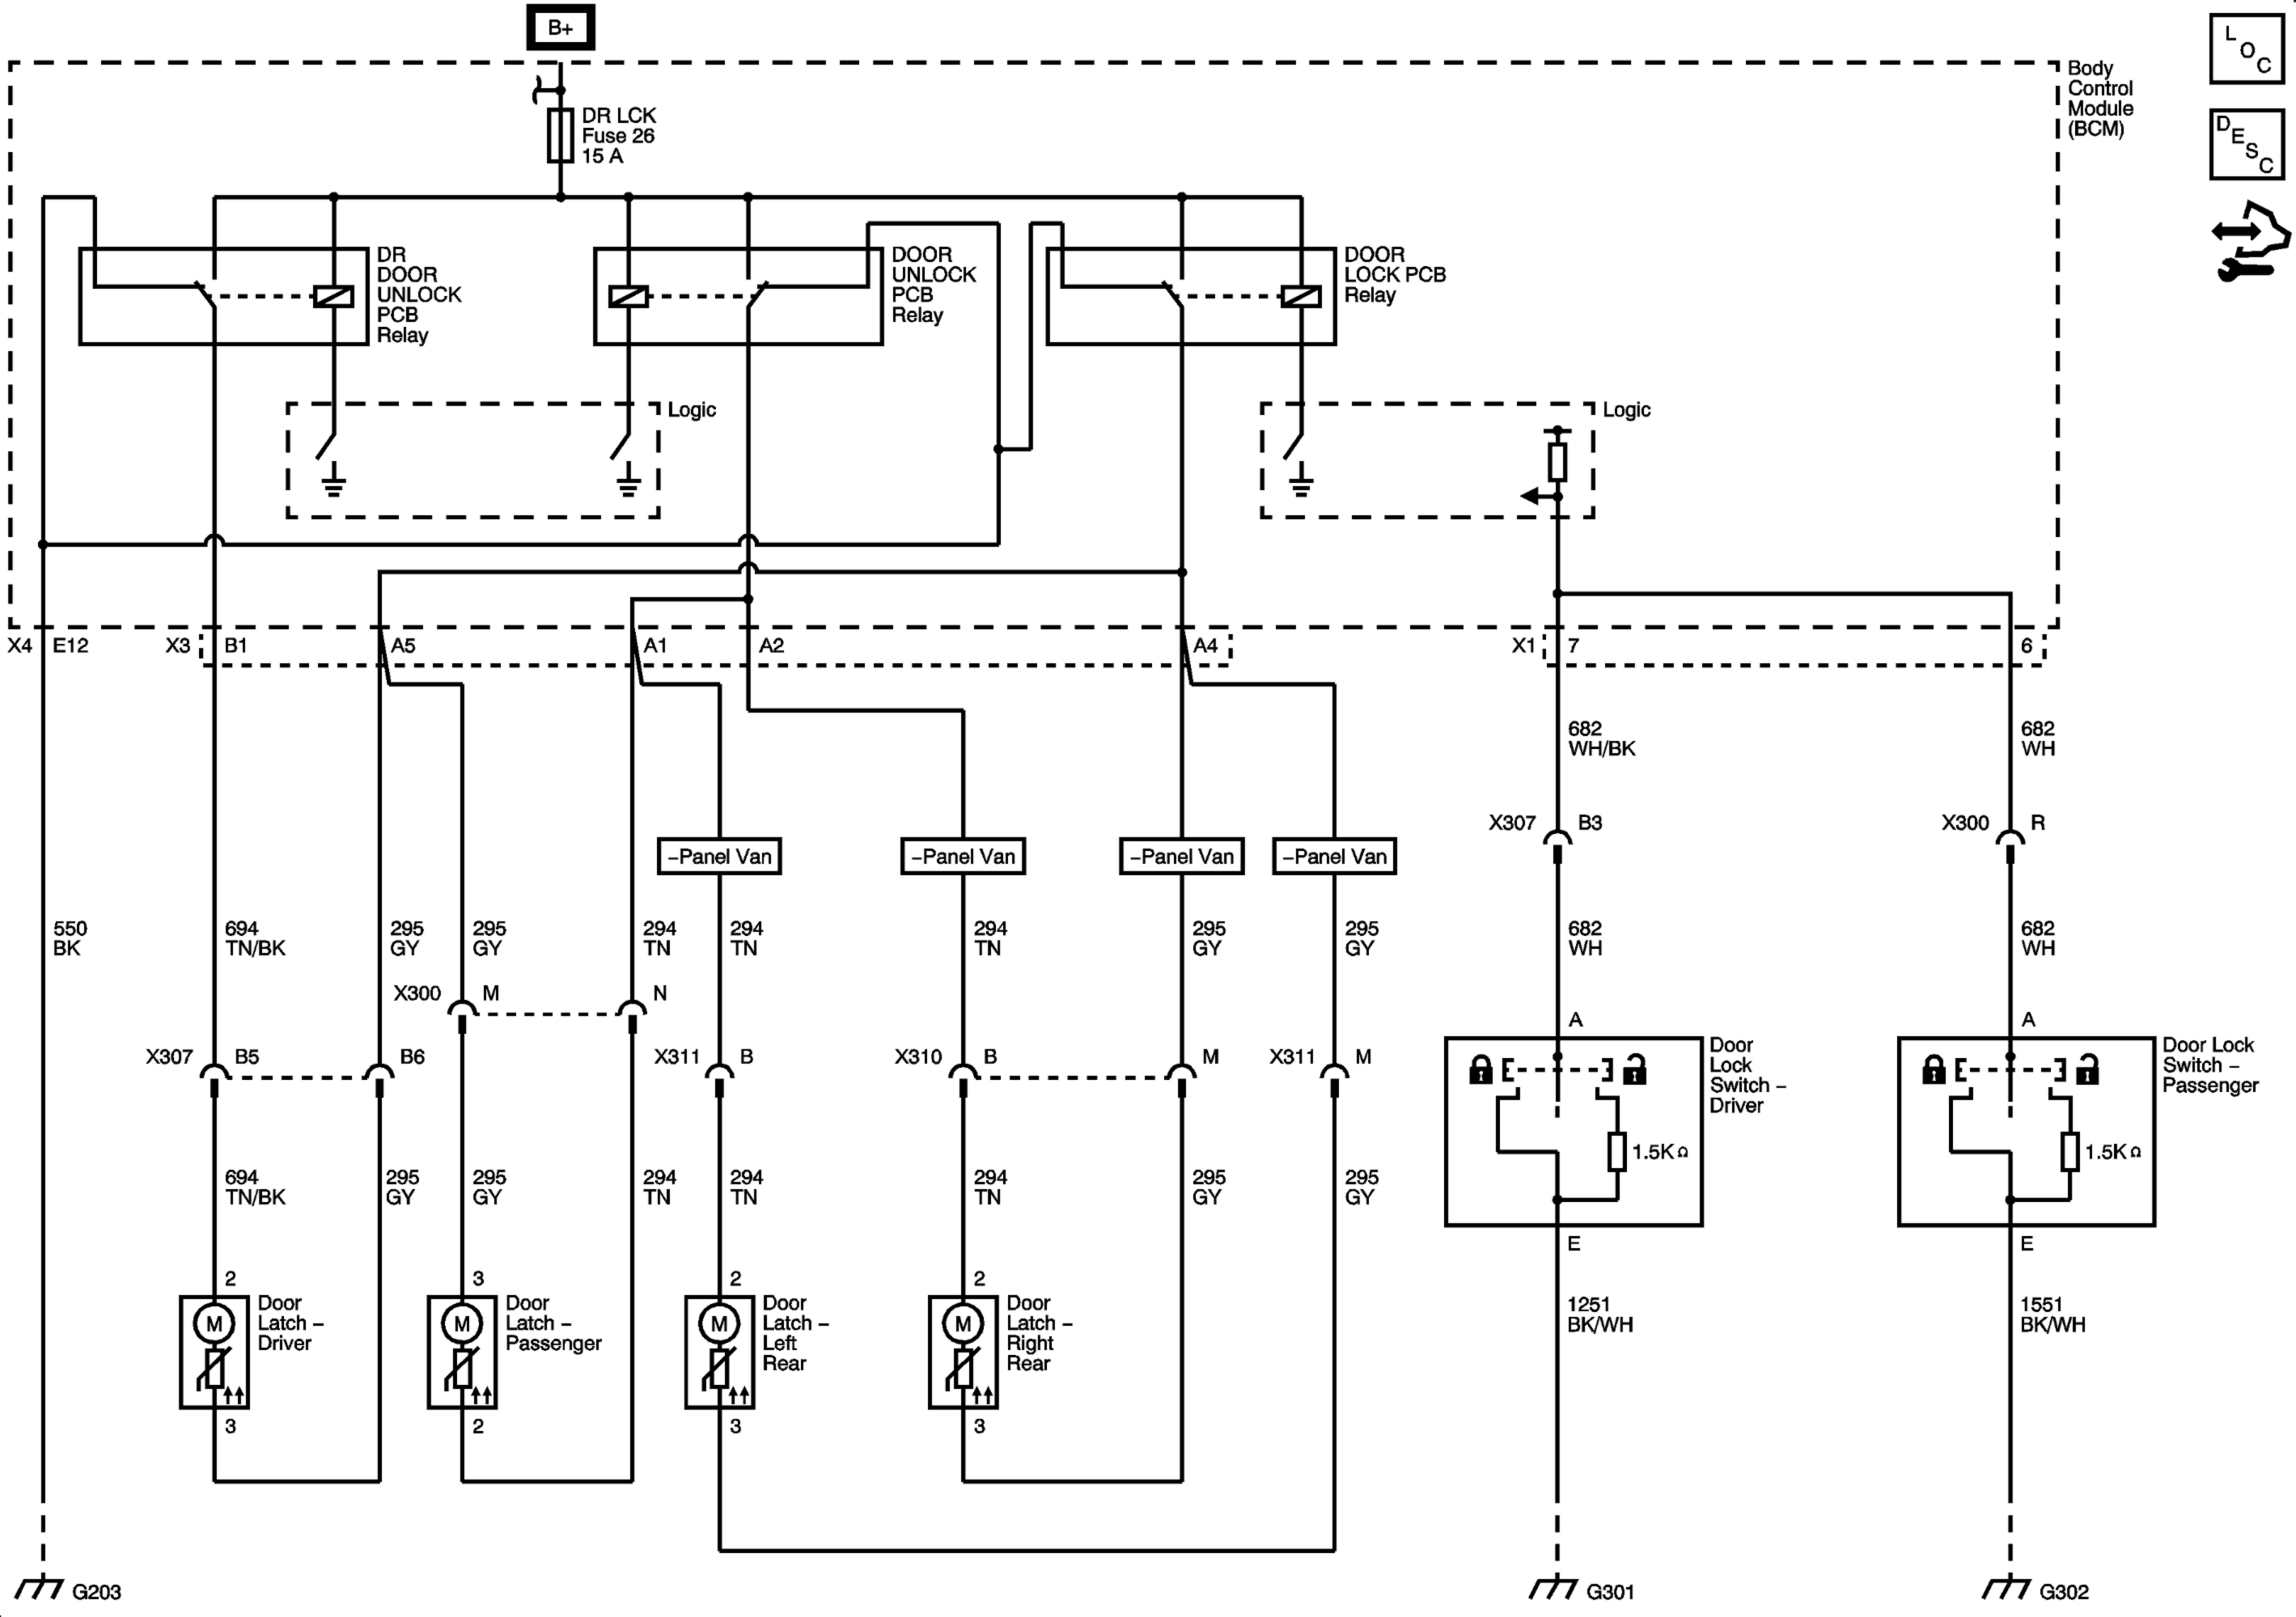 B+
L
O
C
Body
Control
Module
(BCM)
D
E
S
C
DR LCK
Fuse 26
15 A
DR
DOOR
UNLOCK
PCB
Relay
DOOR
UNLOCK
PCB
Relay
DOOR
LOCK PCB
Relay
Logic
Logic
X4 E12
X3 B1
A5
A1
A2
A4
X1 7
6
682
WH/BK
682
WH
X307 B3
X300 R
–Panel Van
–Panel Van
–Panel Van
–Panel Van
550
BK
694
TN/BK
295
GY
295
GY
294
TN
294
TN
294
TN
295
GY
295
GY
682
WH
682
WH
X300 M
N
X307 B5
B6
X311 B
X310 B
M
X311 M
A
A
Door
Lock
Switch –
Driver
Door Lock
Switch –
Passenger
1.5KΩ
1.5KΩ
694
TN/BK
295
GY
295
GY
294
TN
294
TN
294
TN
295
GY
295
GY
E
E
2
3
2
2
M
M
M
M
Door
Latch –
Driver
Door
Latch –
Passenger
Door
Latch –
Left
Rear
Door
Latch –
Right
Rear
1251
BK/WH
1551
BK/WH
3
2
3
3
G203
G301
G302